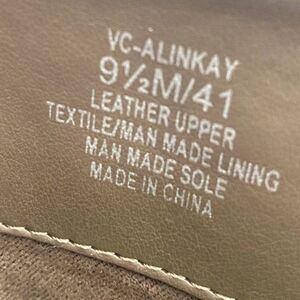 VC-ALINKAY
9½M/41
LEATHER UPPER
TEXTILE/MAN MADE LINING
MAN MADE SOLE
MADE IN CHINA